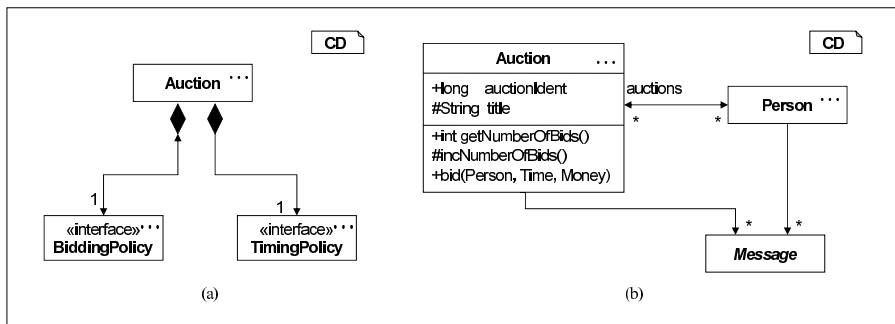 CD
Auction ...
1
1
«interface» ...
BiddingPolicy
«interface» ...
TimingPolicy
(a)
CD
Auction ...
+long auctionIdent
#String title
+int getNumberOfBids()
#incNumberOfBids()
+bid(Person, Time, Money)
auctions
*
*
Person ...
*
*
Message
(b)